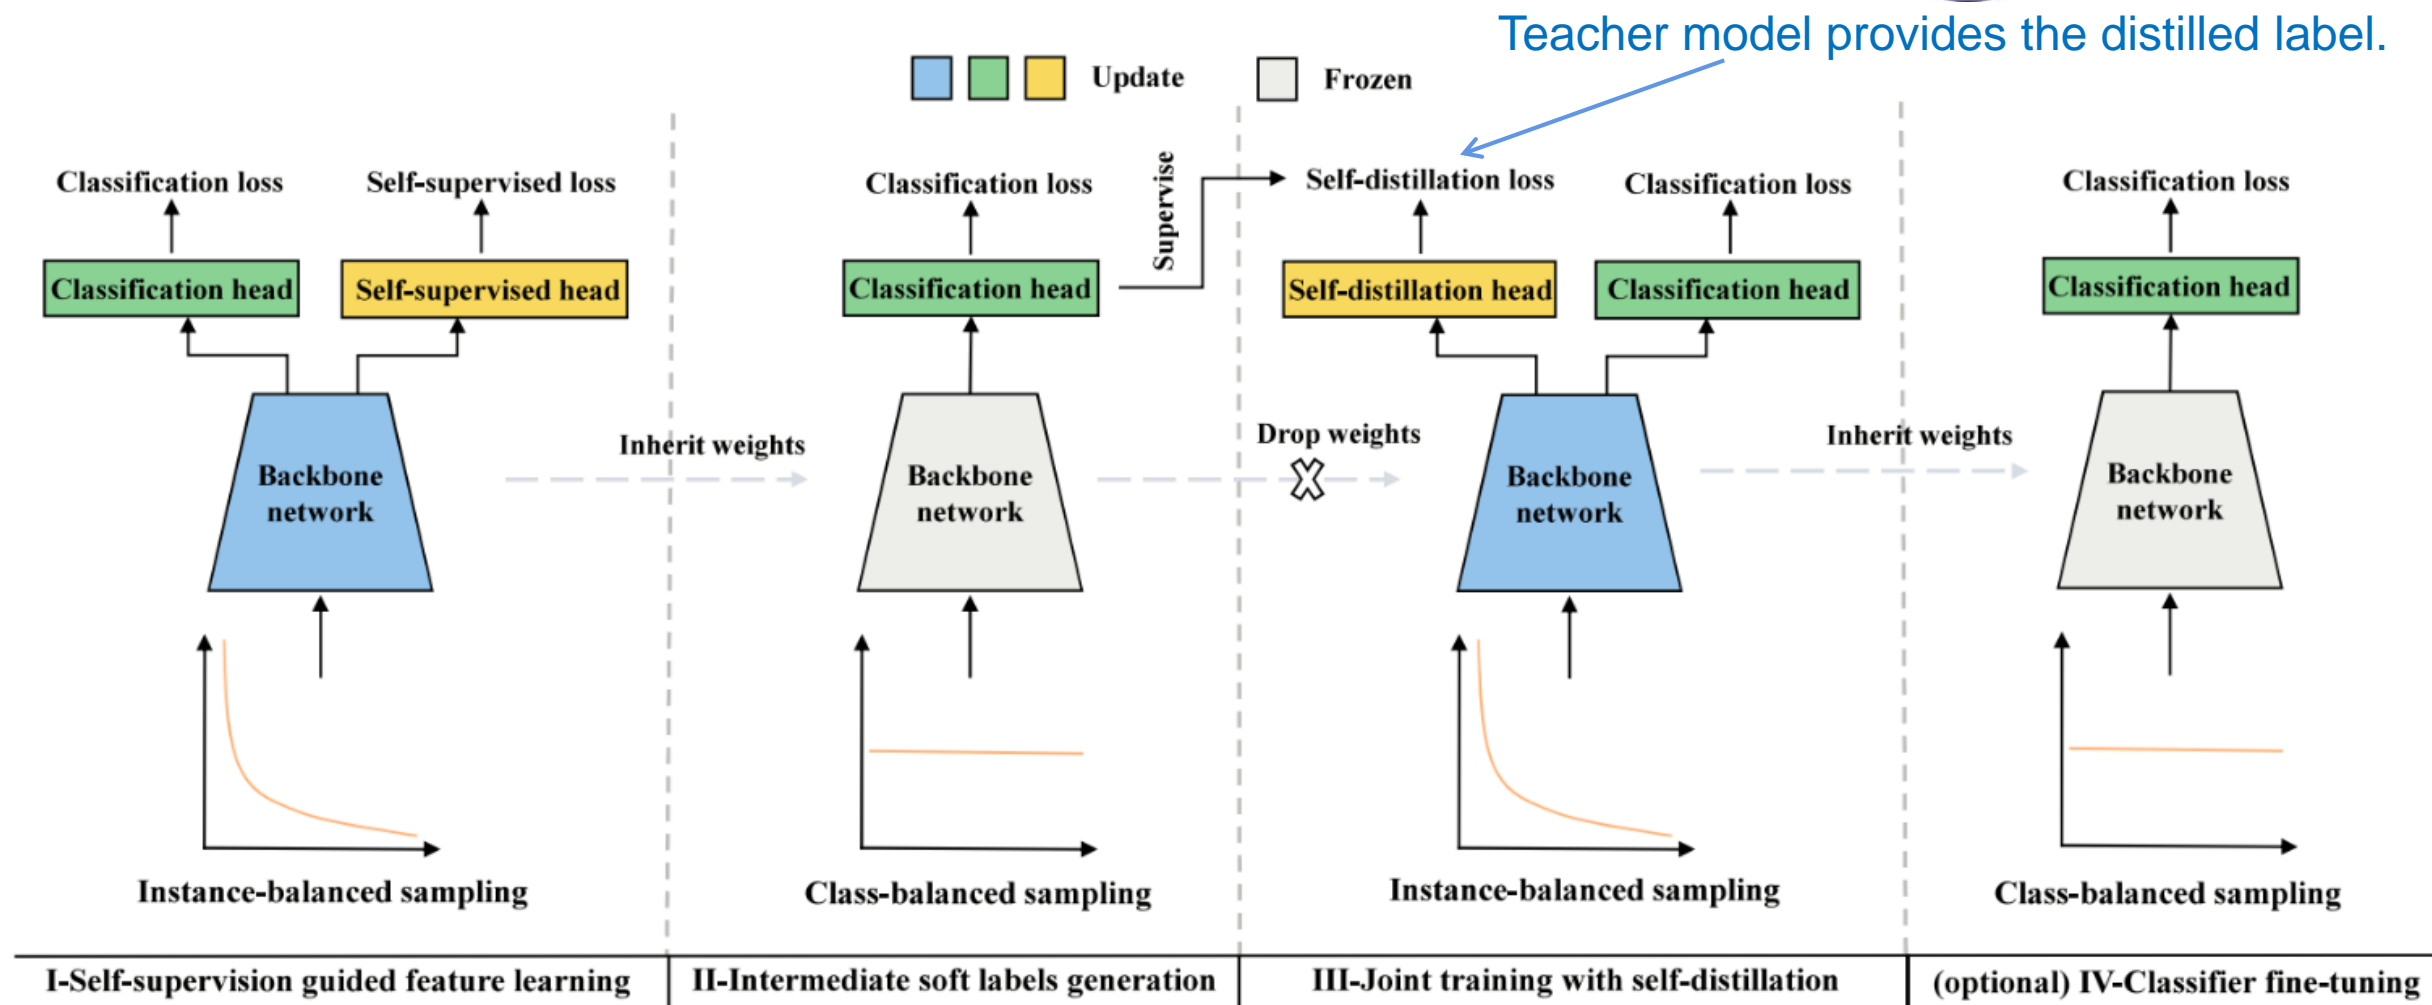 Teacher model provides the distilled label.
Update
Frozen
Classification loss
Self-supervised loss
Classification head
Self-supervised head
Backbone
network
Instance-balanced sampling
I-Self-supervision guided feature learning
Inherit weights
Classification loss
Classification head
Supervise
Backbone
network
Class-balanced sampling
II-Intermediate soft labels generation
Drop weights
Self-distillation loss
Classification loss
Self-distillation head
Classification head
Backbone
network
Instance-balanced sampling
III-Joint training with self-distillation
Inherit weights
Classification loss
Classification head
Backbone
network
Class-balanced sampling
(optional) IV-Classifier fine-tuning